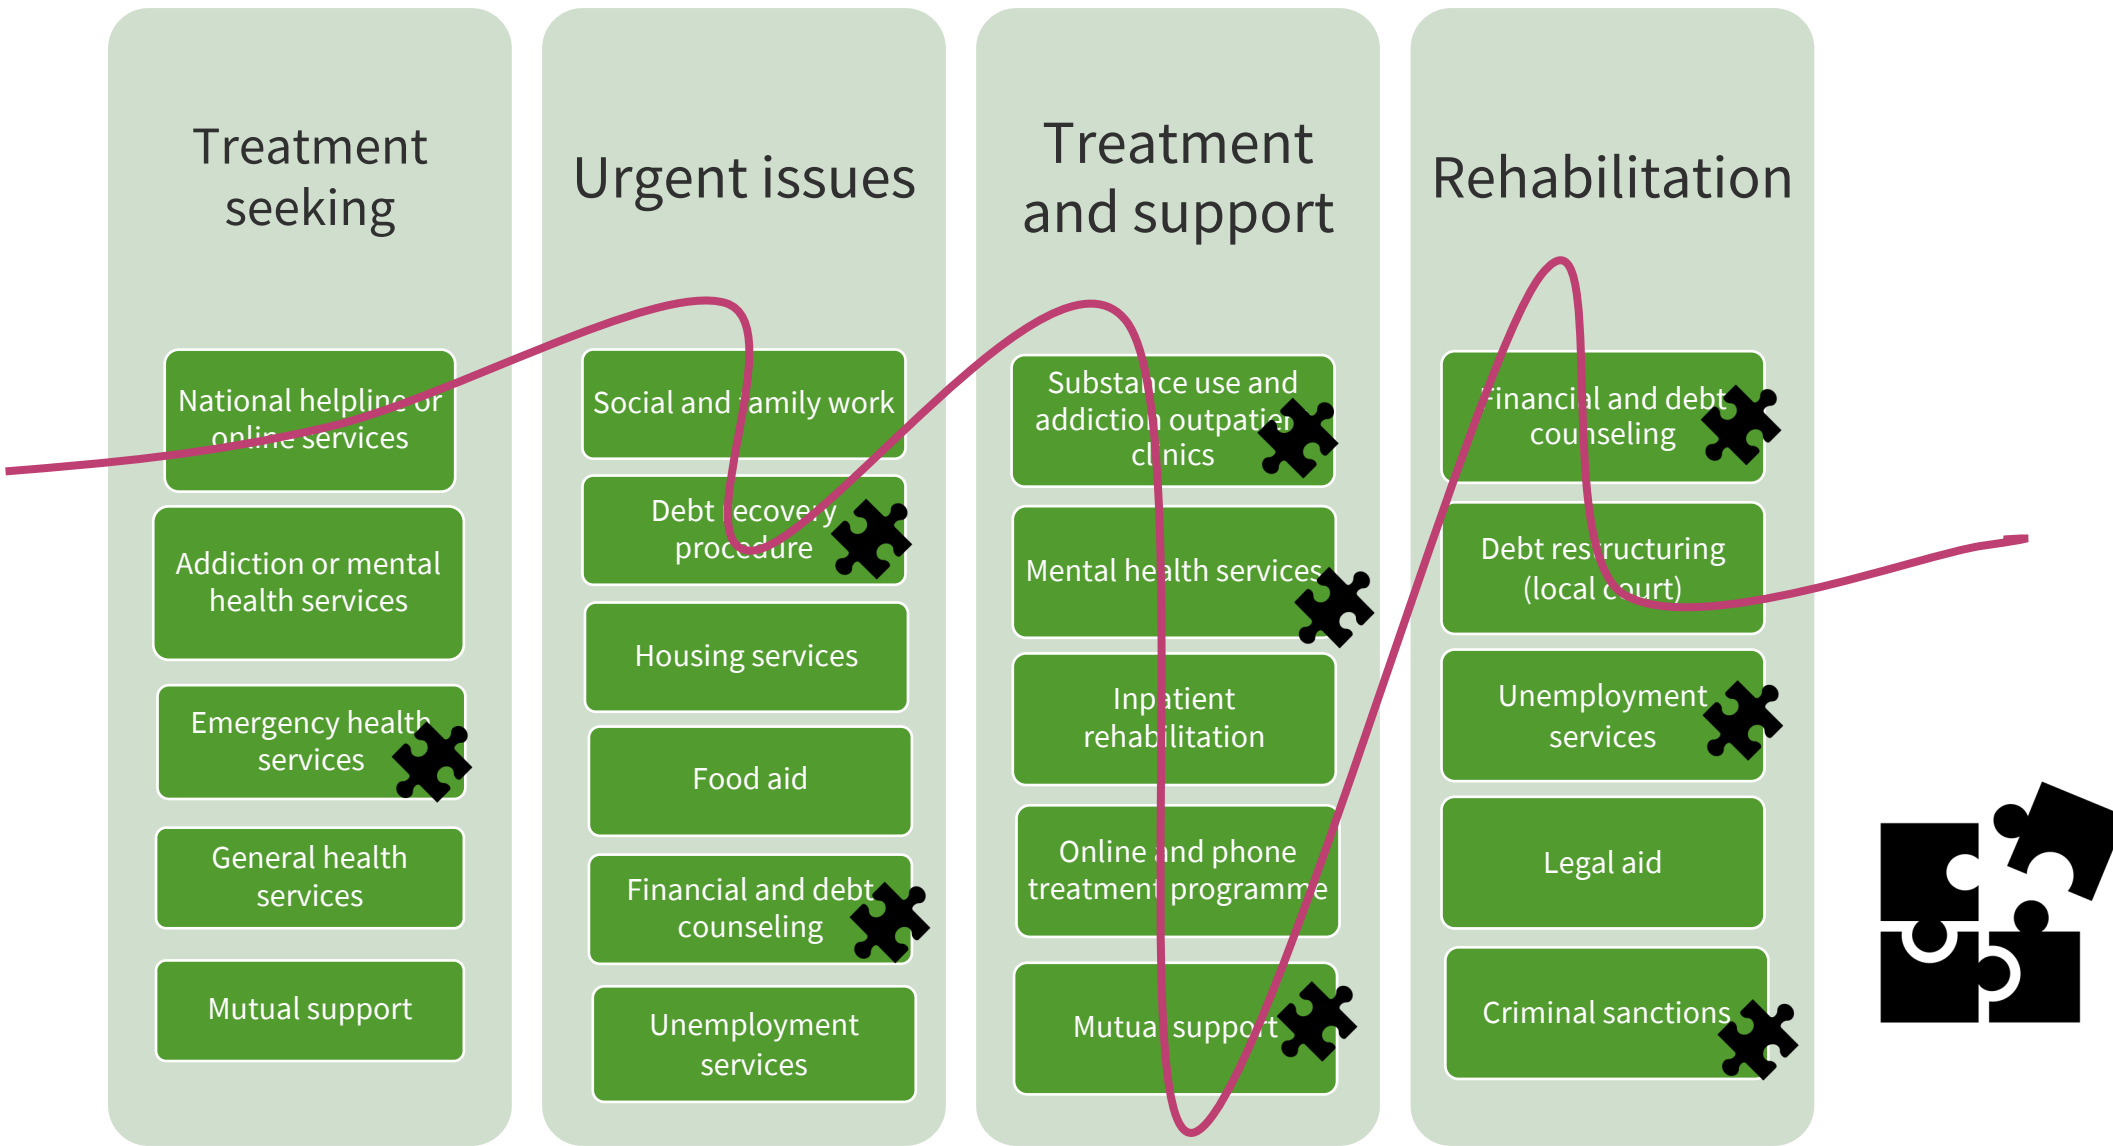 Treatment
seeking
National helpline or
online services
Addiction or mental
health services
Emergency health
services
General health
services
Mutual support
Urgent issues
Social and family work
Debt recovery
procedure
Housing services
Food aid
Financial and debt
counseling
Unemployment
services
Treatment
and support
Substance use and
addiction outpatient
clinics
Mental health services
Inpatient
rehabilitation
Online and phone
treatment programme
Mutual support
Rehabilitation
Financial and debt
counseling
Debt restructuring
(local court)
Unemployment
services
Legal aid
Criminal sanctions